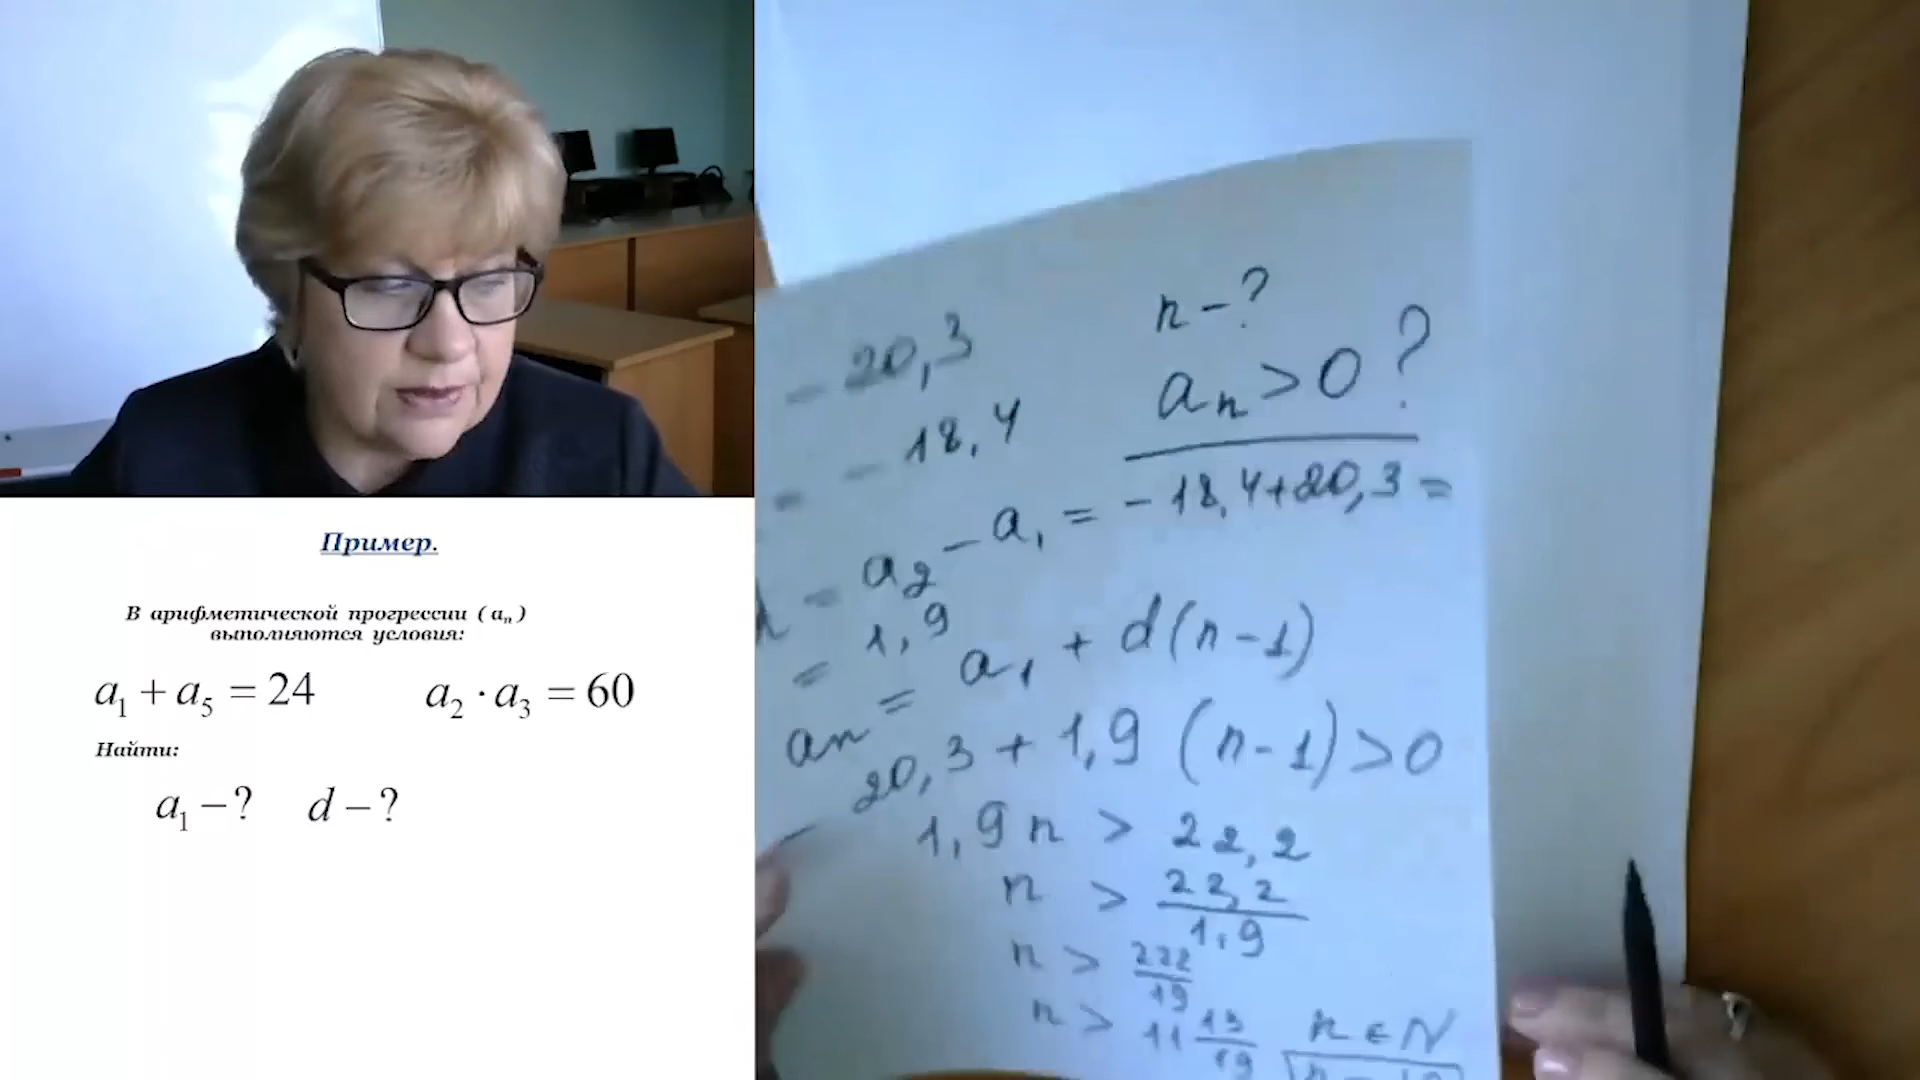 Пример.
В арифметической прогрессии ( aₙ )
выполняются условия:
a₁ + a₅ = 24 a₂ · a₃ = 60
Найти:
a₁ – ? d – ?
– 20,3 n – ?
– 18,4 aₙ > 0 ?
d = a₂ – a₁ = – 18,4 + 20,3 =
= 1,9
aₙ = a₁ + d(n – 1)
– 20,3 + 1,9 (n – 1) > 0
1,9 n > 22,2
n > 22,2/1,9
n > 222/19
n > 11 13/19 n ∈ N